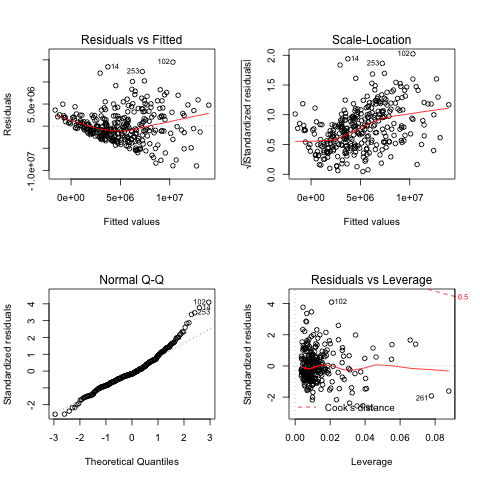 Residuals vs Fitted
Residuals
-1.0e+07
5.0e+06
14
253
102
0e+00 5e+06 1e+07
Fitted values
Scale-Location
√|Standardized residuals|
0.0 0.5 1.0 1.5 2.0
14
253
102
0e+00 5e+06 1e+07
Fitted values
Normal Q-Q
Standardized residuals
-2 0 1 2 3 4
102
14
253
-3 -2 -1 0 1 2 3
Theoretical Quantiles
Residuals vs Leverage
Standardized residuals
-2 0 2 4
102
0.5
261
Cook's distance
0.00 0.02 0.04 0.06 0.08
Leverage